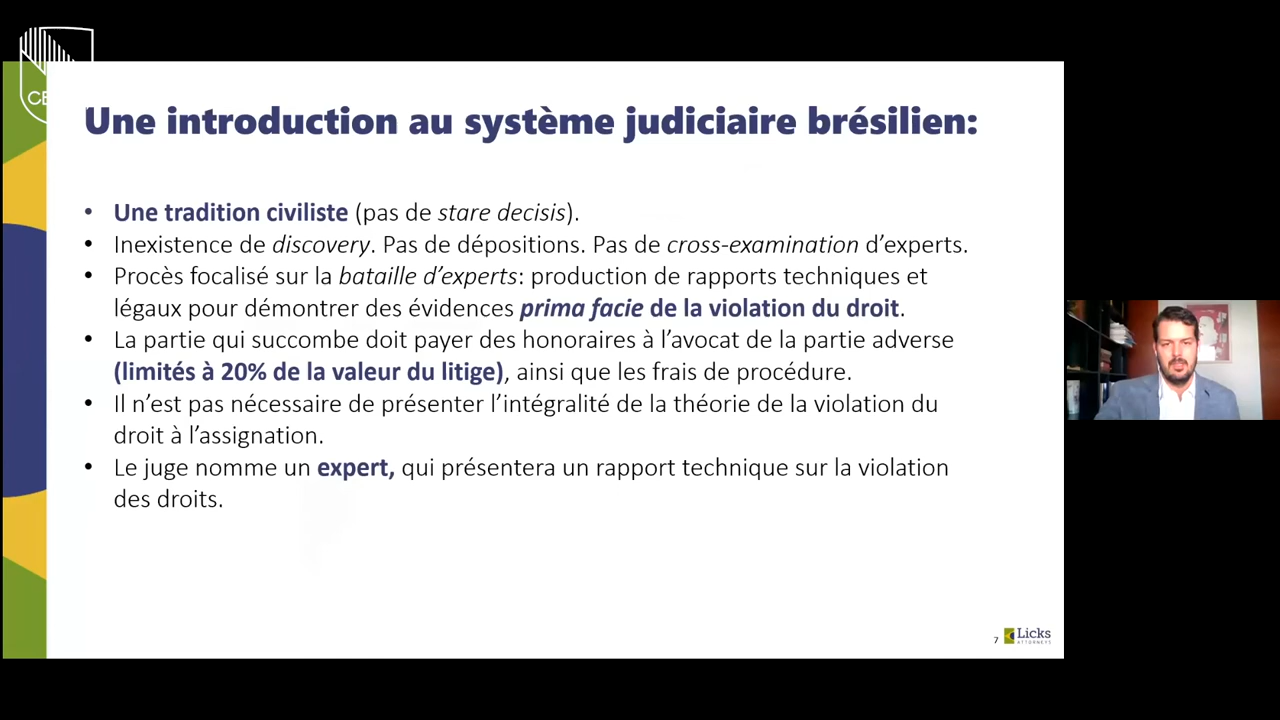 Une introduction au système judiciaire brésilien:
• Une tradition civiliste (pas de stare decisis).
• Inexistence de discovery. Pas de dépositions. Pas de cross-examination d’experts.
• Procès focalisé sur la bataille d’experts: production de rapports techniques et
légaux pour démontrer des évidences prima facie de la violation du droit.
• La partie qui succombe doit payer des honoraires à l’avocat de la partie adverse
(limités à 20% de la valeur du litige), ainsi que les frais de procédure.
• Il n’est pas nécessaire de présenter l’intégralité de la théorie de la violation du
droit à l’assignation.
• Le juge nomme un expert, qui présentera un rapport technique sur la violation
des droits.
7
Licks
ATTORNEYS